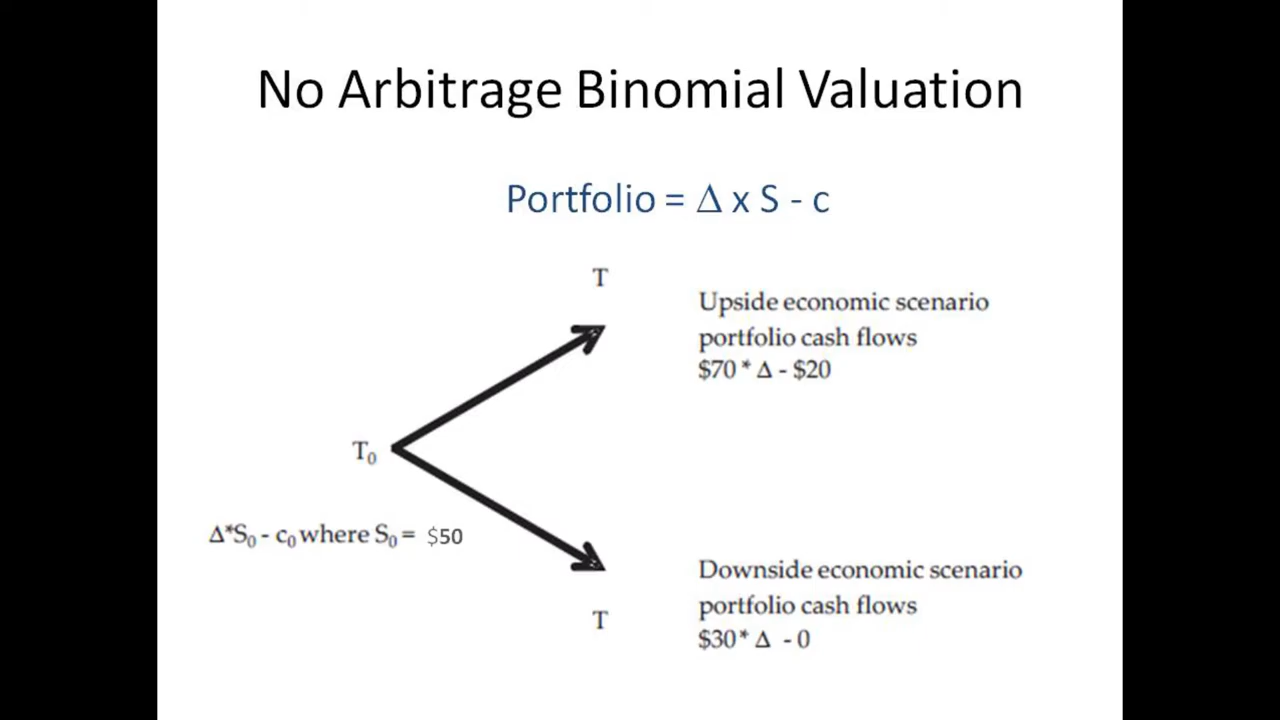 No Arbitrage Binomial Valuation
Portfolio = Δ x S - c
T
Upside economic scenario
portfolio cash flows
$70 * Δ - $20
T₀
Δ*S₀ - c₀ where S₀ = $50
Downside economic scenario
portfolio cash flows
T
$30* Δ - 0